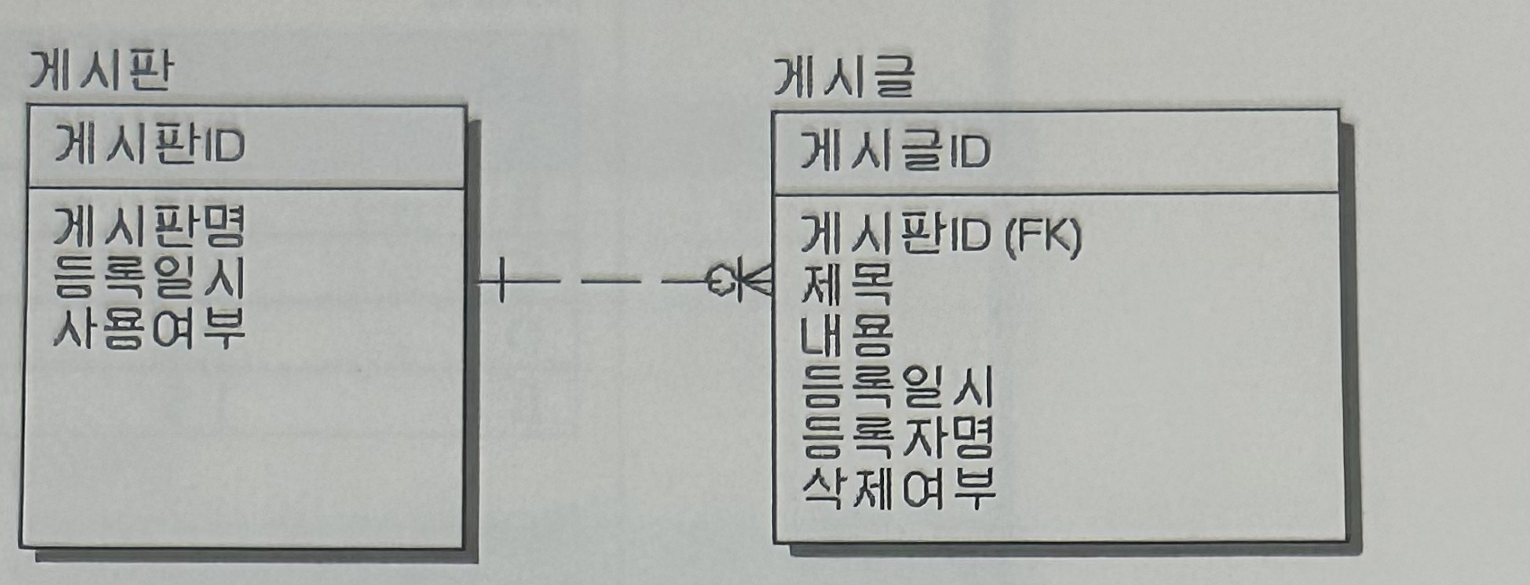 게시판
게시판ID
게시판명
등록일시
사용여부
게시글
게시글ID
게시판ID (FK)
제목
내용
등록일시
등록자명
삭제여부